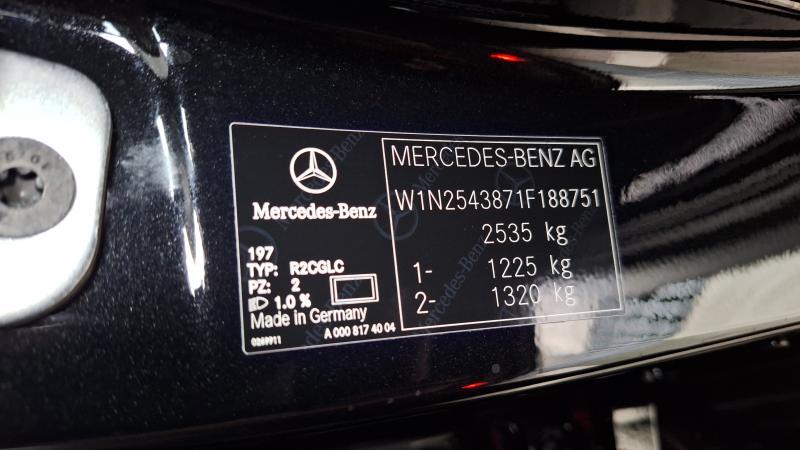 Mercedes-Benz
197
TYP: R2CGLC
PZ: 2
1.0 %
Made in Germany
0269911 A 000 817 40 04
MERCEDES-BENZ AG
W1N2543871F188751
2535 kg
1- 1225 kg
2- 1320 kg